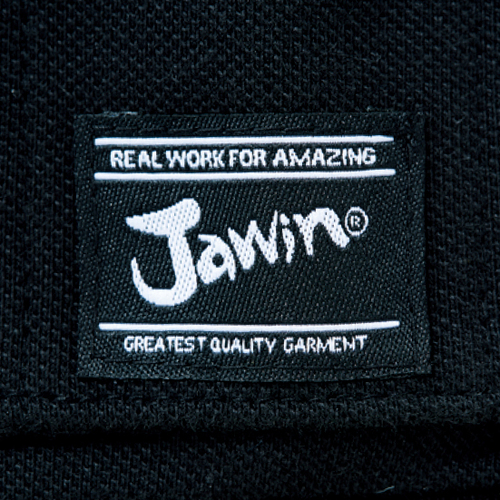 REAL WORK FOR AMAZING
Jawin®
GREATEST QUALITY GARMENT